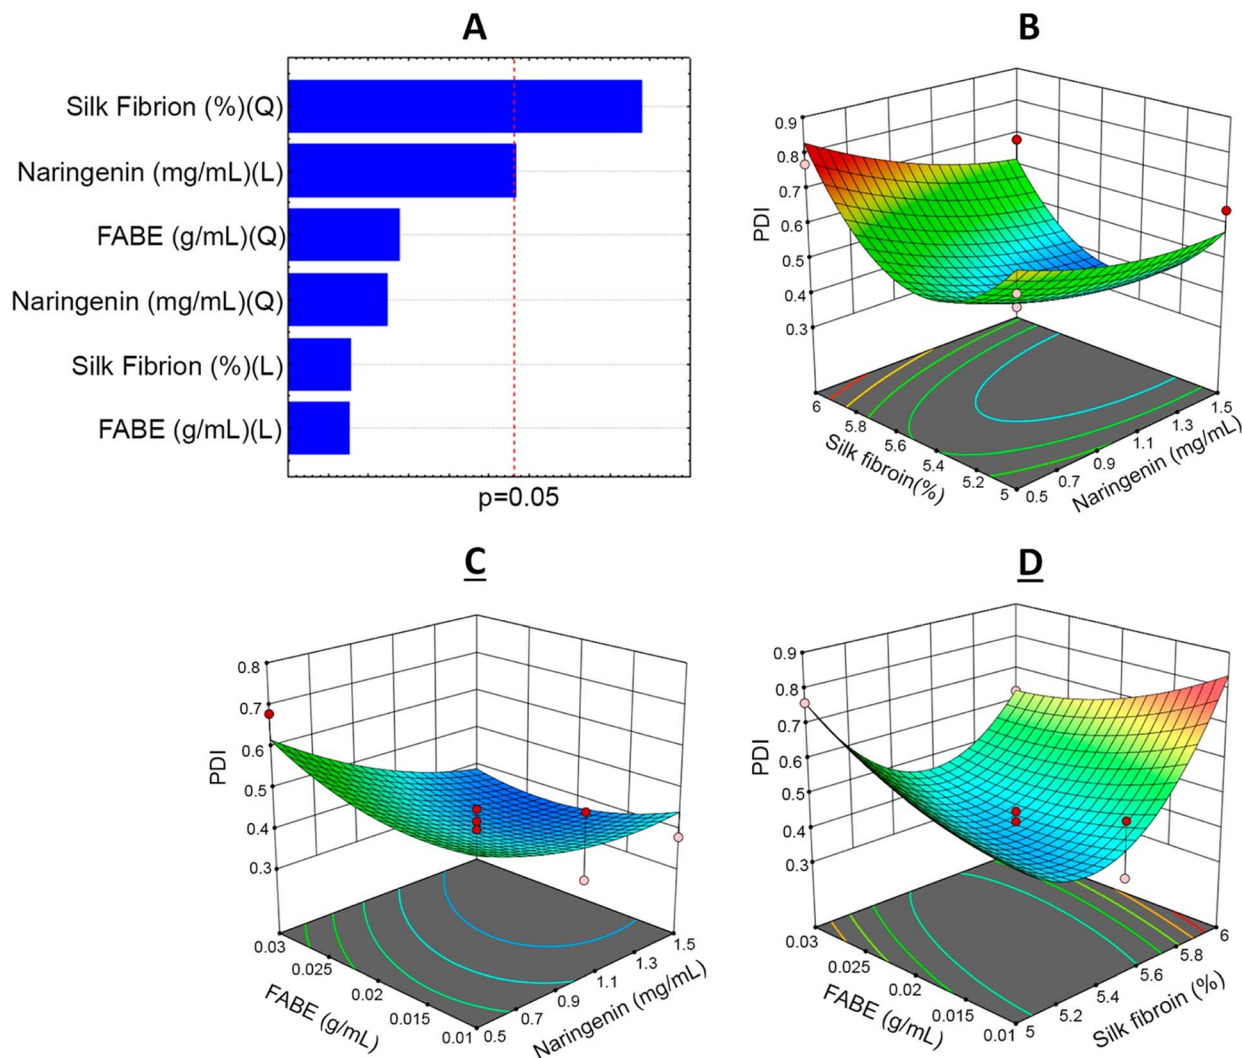 A
Silk Fibrion (%)(Q)
Naringenin (mg/mL)(L)
FABE (g/mL)(Q)
Naringenin (mg/mL)(Q)
Silk Fibrion (%)(L)
FABE (g/mL)(L)
p=0.05
B
0.9
0.8
0.7
0.6
0.5
0.4
0.3
PDI
6
5.8
5.6
5.4
5.2
5
Silk fibroin(%)
0.5
0.7
0.9
1.1
1.3
1.5
Naringenin (mg/mL)
C
0.8
0.7
0.6
0.5
0.4
0.3
PDI
0.03
0.025
0.02
0.015
0.01
FABE (g/mL)
0.5
0.7
0.9
1.1
1.3
1.5
Naringenin (mg/mL)
D
0.9
0.8
0.7
0.6
0.5
0.4
0.3
PDI
0.03
0.025
0.02
0.015
0.01
FABE (g/mL)
5
5.2
5.4
5.6
5.8
6
Silk fibroin (%)